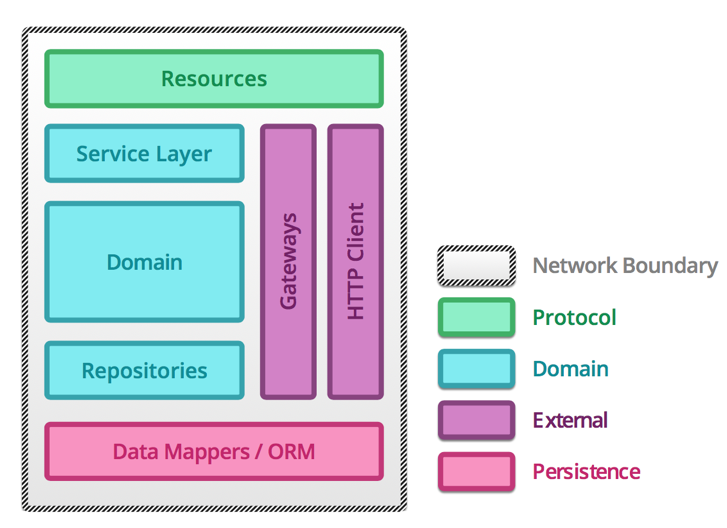 Resources
Service Layer
Domain
Repositories
Gateways
HTTP Client
Data Mappers / ORM
Network Boundary
Protocol
Domain
External
Persistence